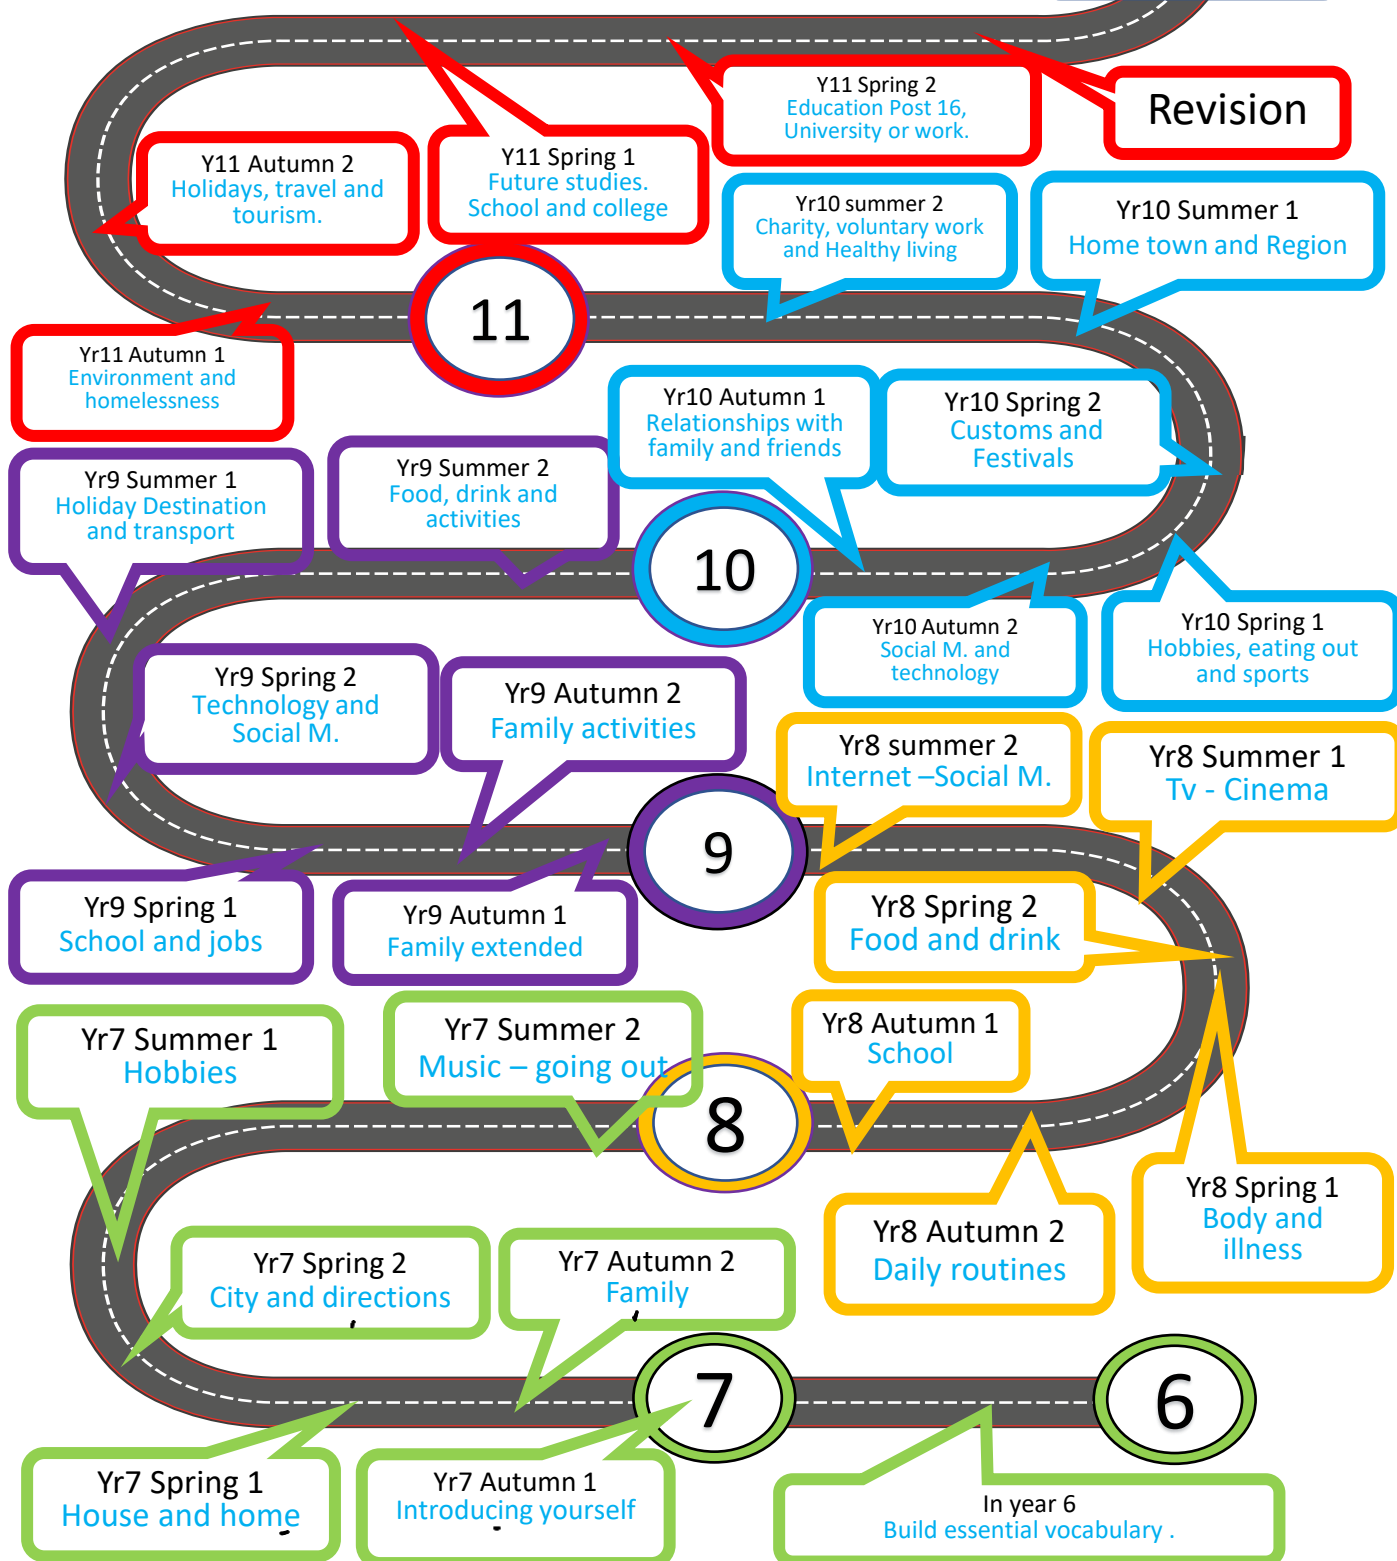 Y11 Spring 2
Education Post 16,
University or work.
Revision
Y11 Autumn 2
Holidays, travel and
tourism.
Y11 Spring 1
Future studies.
School and college
Yr10 summer 2
Charity, voluntary work
and Healthy living
Yr10 Summer 1
Home town and Region
11
Yr11 Autumn 1
Environment and
homelessness
Yr10 Autumn 1
Relationships with
family and friends
Yr10 Spring 2
Customs and
Festivals
Yr9 Summer 1
Holiday Destination
and transport
Yr9 Summer 2
Food, drink and
activities
10
Yr10 Autumn 2
Social M. and
technology
Yr10 Spring 1
Hobbies, eating out
and sports
Yr9 Spring 2
Technology and
Social M.
Yr9 Autumn 2
Family activities
Yr8 summer 2
Internet –Social M.
Yr8 Summer 1
Tv - Cinema
9
Yr9 Spring 1
School and jobs
Yr9 Autumn 1
Family extended
Yr8 Spring 2
Food and drink
Yr7 Summer 1
Hobbies
Yr7 Summer 2
Music – going out
Yr8 Autumn 1
School
8
Yr8 Autumn 2
Daily routines
Yr8 Spring 1
Body and
illness
Yr7 Spring 2
City and directions
Yr7 Autumn 2
Family
7
6
Yr7 Spring 1
House and home
Yr7 Autumn 1
Introducing yourself
In year 6
Build essential vocabulary .